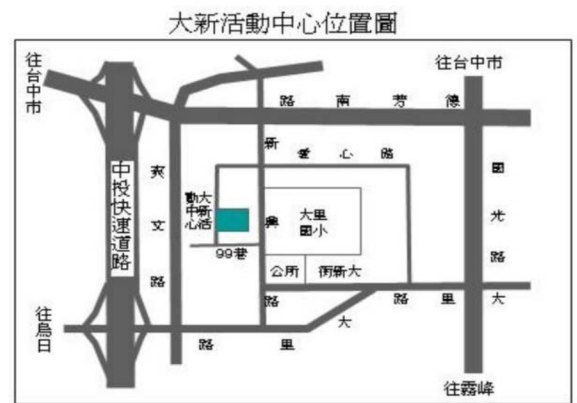 大新活動中心位置圖
往台中市
往台中市
德芳南路
新興路
愛心路
國光路
中投快速道路
爽文路
大新活動中心
大里國小
99巷
公所
大新街
大里路
大里路
往烏日
往霧峰